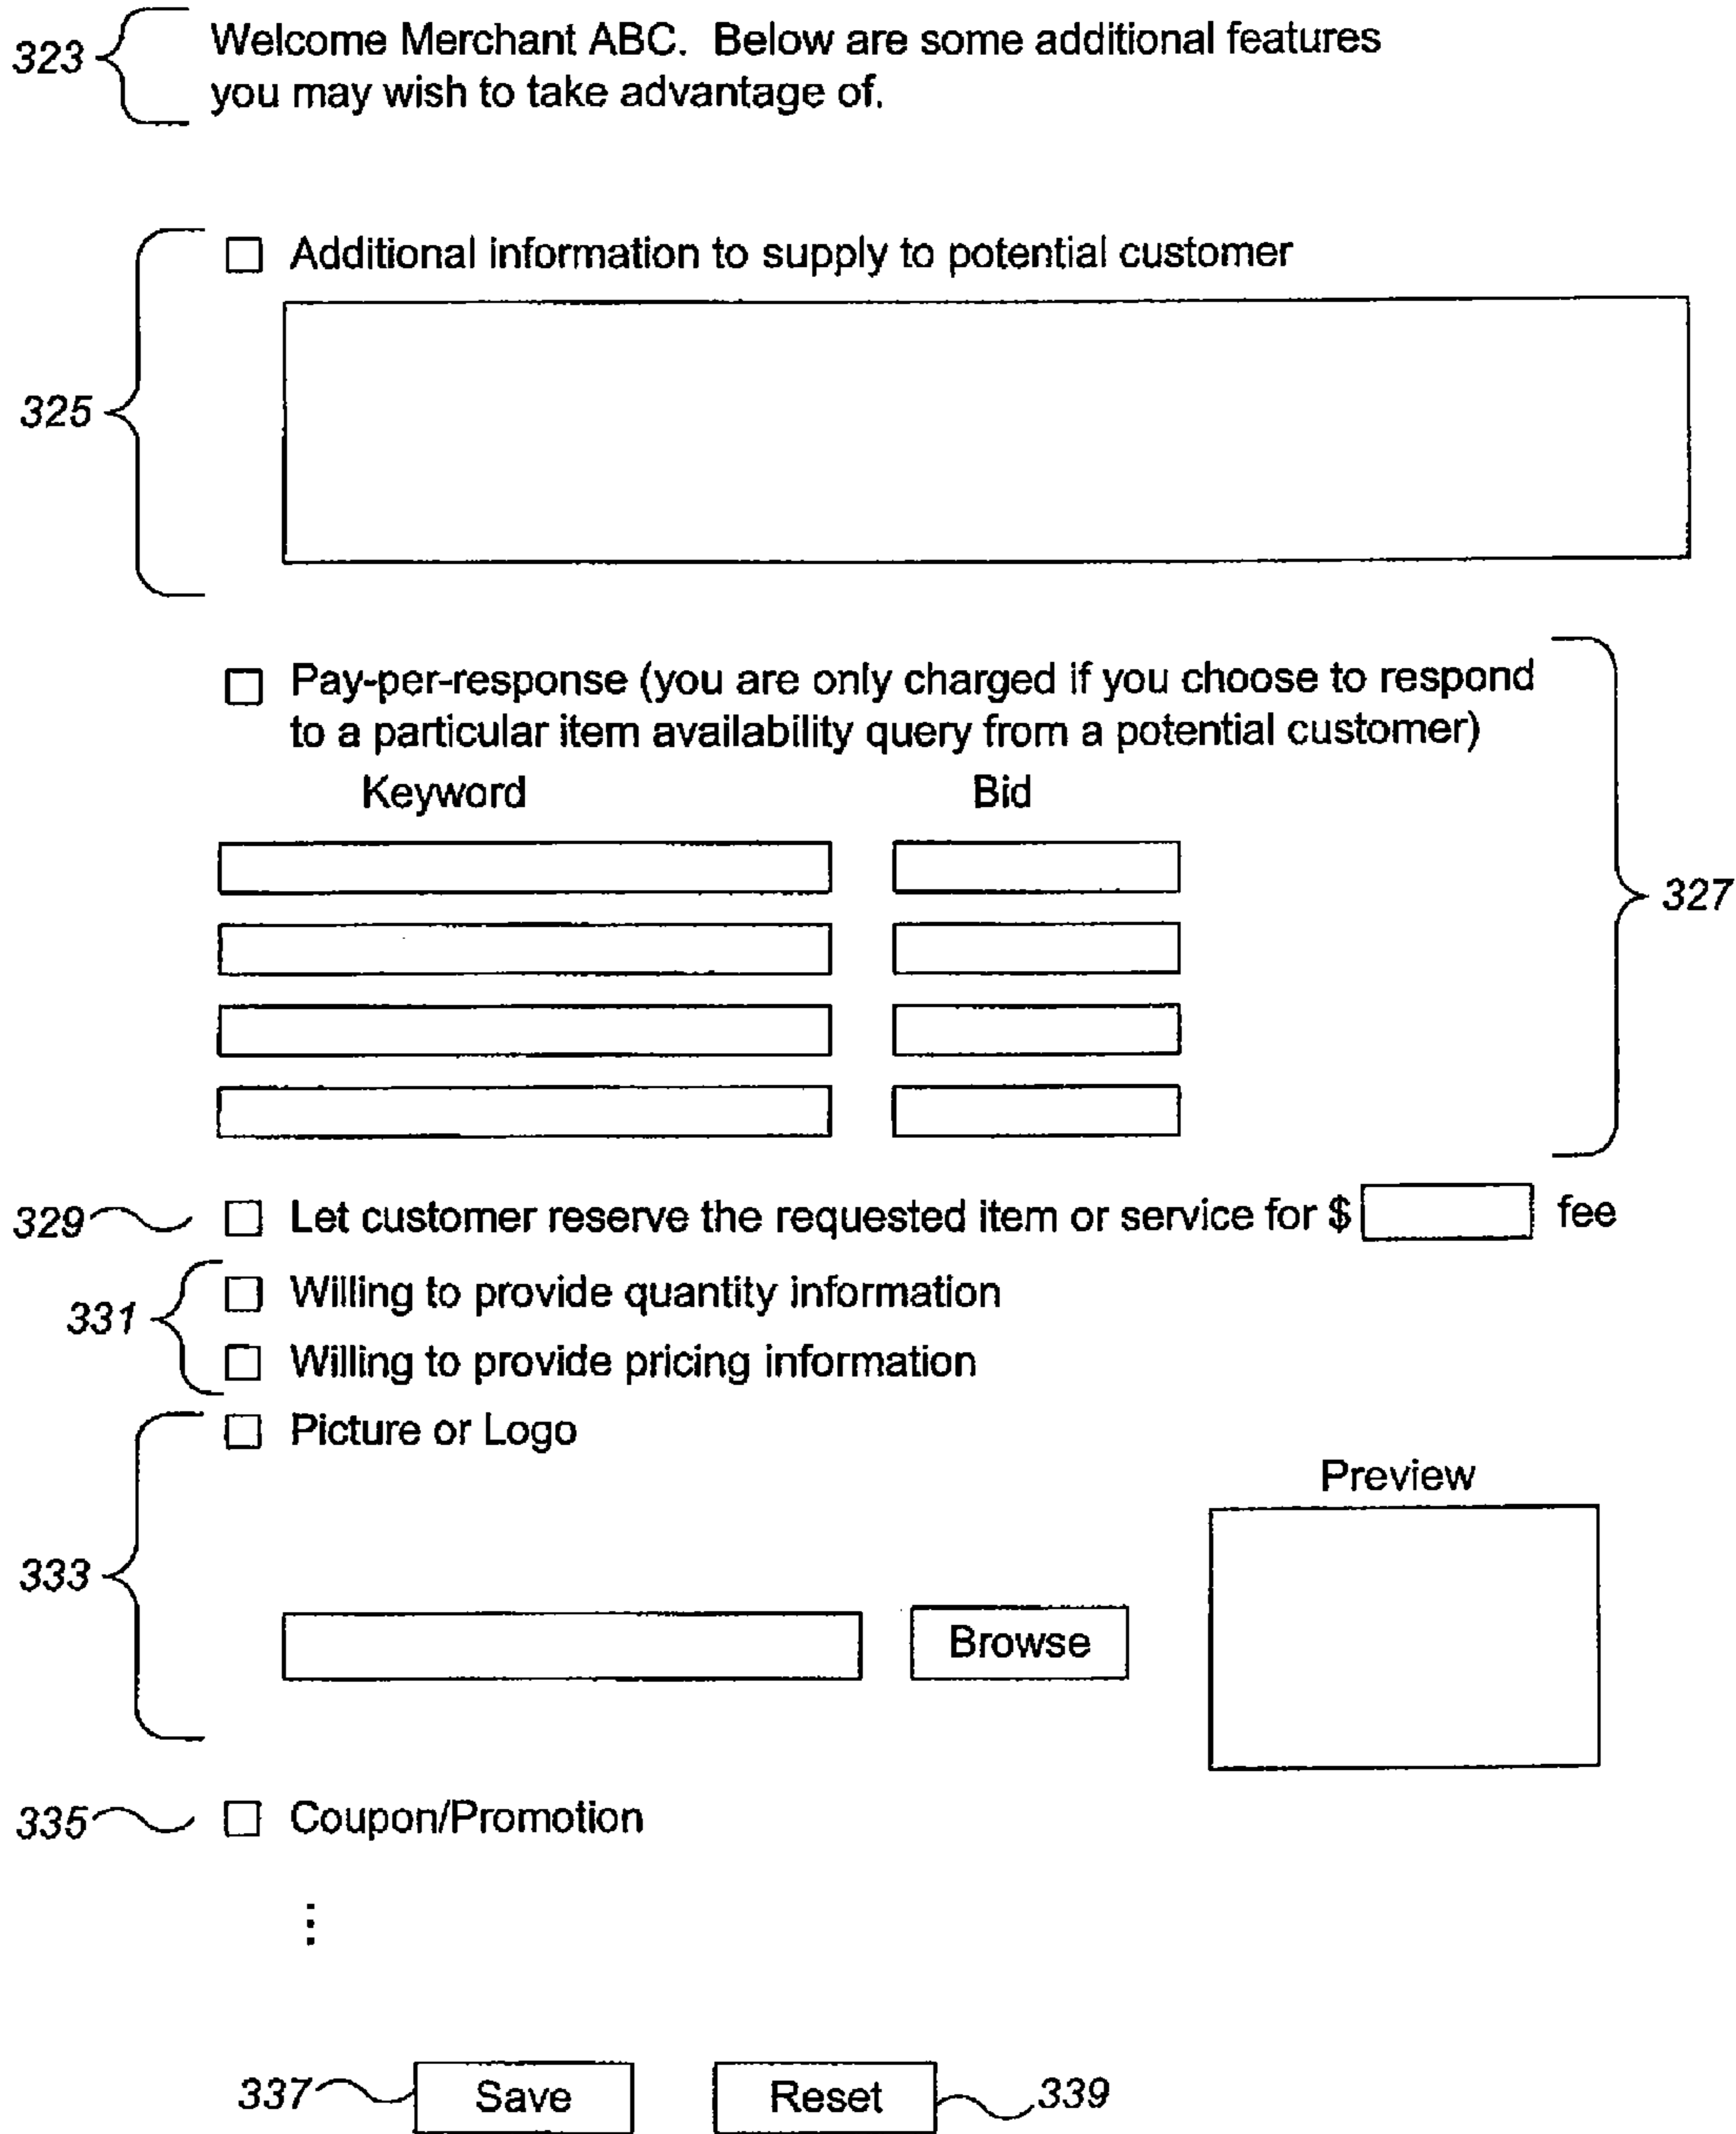 323 Welcome Merchant ABC. Below are some additional features
you may wish to take advantage of.
Additional information to supply to potential customer
325
Pay-per-response (you are only charged if you choose to respond
to a particular item availability query from a potential customer)
Keyword Bid
327
329 Let customer reserve the requested item or service for $ fee
331 Willing to provide quantity information
Willing to provide pricing information
Picture or Logo
Preview
333
Browse
335 Coupon/Promotion
⋮
337 Save Reset 339